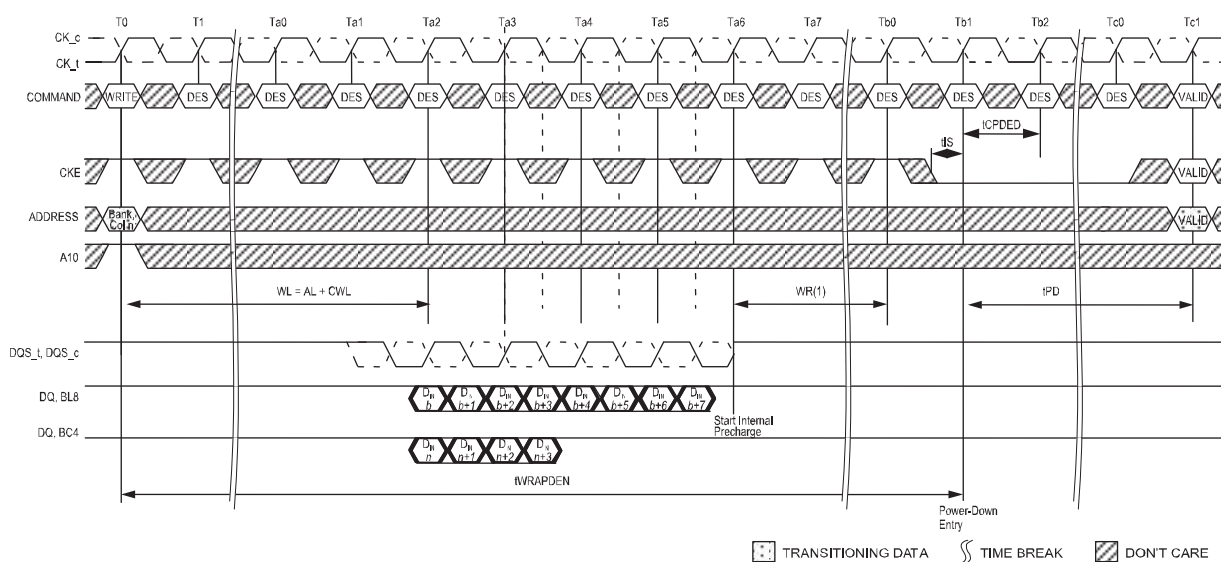 T0 T1 Ta0 Ta1 Ta2 Ta3 Ta4 Ta5 Ta6 Ta7 Tb0 Tb1 Tb2 Tc0 Tc1
CK_c
CK_t
COMMAND WRITE DES DES DES DES DES DES DES DES DES DES DES DES DES VALID
tCPDED
tIS
CKE VALID
ADDRESS Bank, Col n VALID
A10
WL = AL + CWL WR(1) tPD
DQS_t, DQS_c
DQ, BL8 DIN b DIN b+1 DIN b+2 DIN b+3 DIN b+4 DIN b+5 DIN b+6 DIN b+7
Start Internal
Precharge
DQ, BC4 DIN n DIN n+1 DIN n+2 DIN n+3
tWRAPDEN
Power-Down
Entry
TRANSITIONING DATA TIME BREAK DON'T CARE